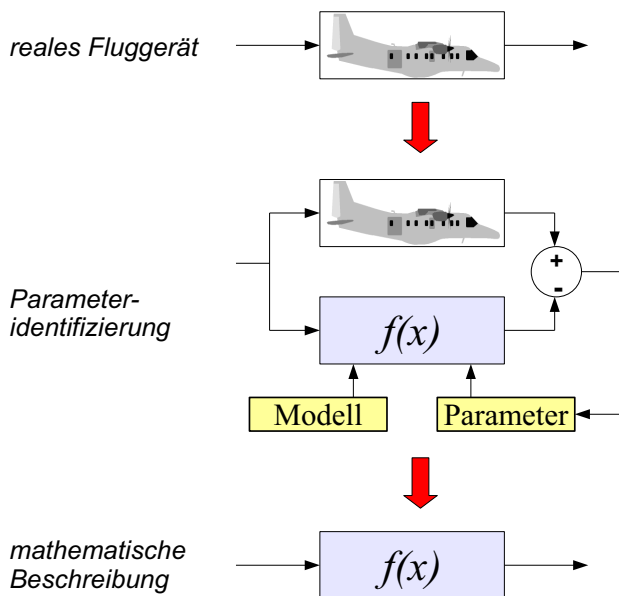 reales Fluggerät
+
-
Parameter-
identifizierung
f(x)
Modell
Parameter
mathematische
Beschreibung
f(x)